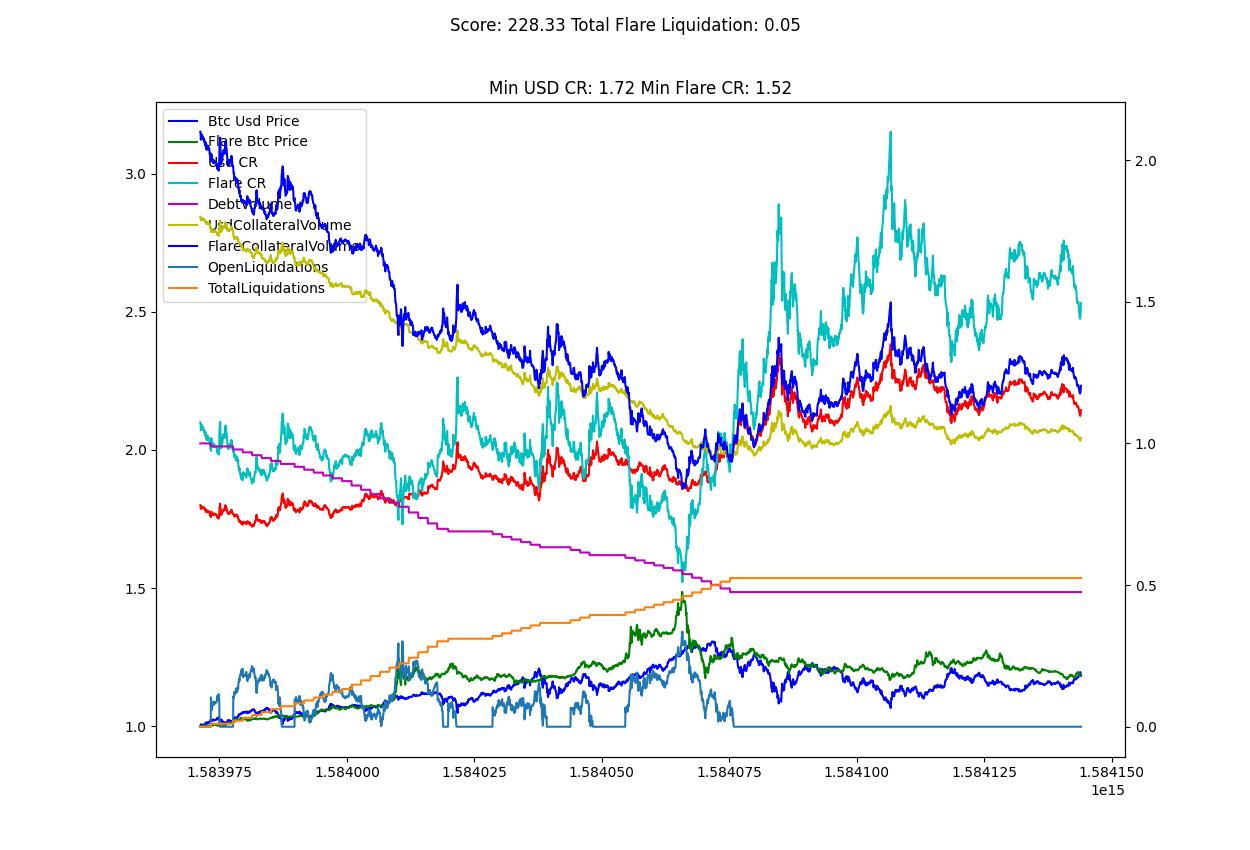 Score: 228.33 Total Flare Liquidation: 0.05
Min USD CR: 1.72 Min Flare CR: 1.52
Btc Usd Price
Flare Btc Price
Usd CR
Flare CR
DebtVolume
UsdCollateralVolume
FlareCollateralVolume
OpenLiquidations
TotalLiquidations
3.0
2.5
2.0
1.5
1.0
2.0
1.5
1.0
0.5
0.0
1.583975
1.584000
1.584025
1.584050
1.584075
1.584100
1.584125
1.584150
1e15